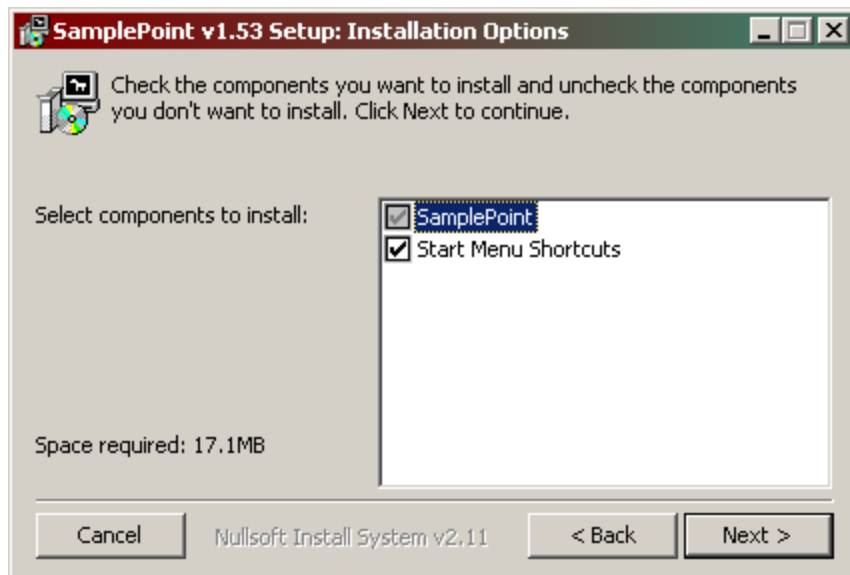 SamplePoint v1.53 Setup: Installation Options
Check the components you want to install and uncheck the components
you don't want to install. Click Next to continue.
Select components to install:
SamplePoint
Start Menu Shortcuts
Space required: 17.1MB
Cancel
Nullsoft Install System v2.11
< Back
Next >